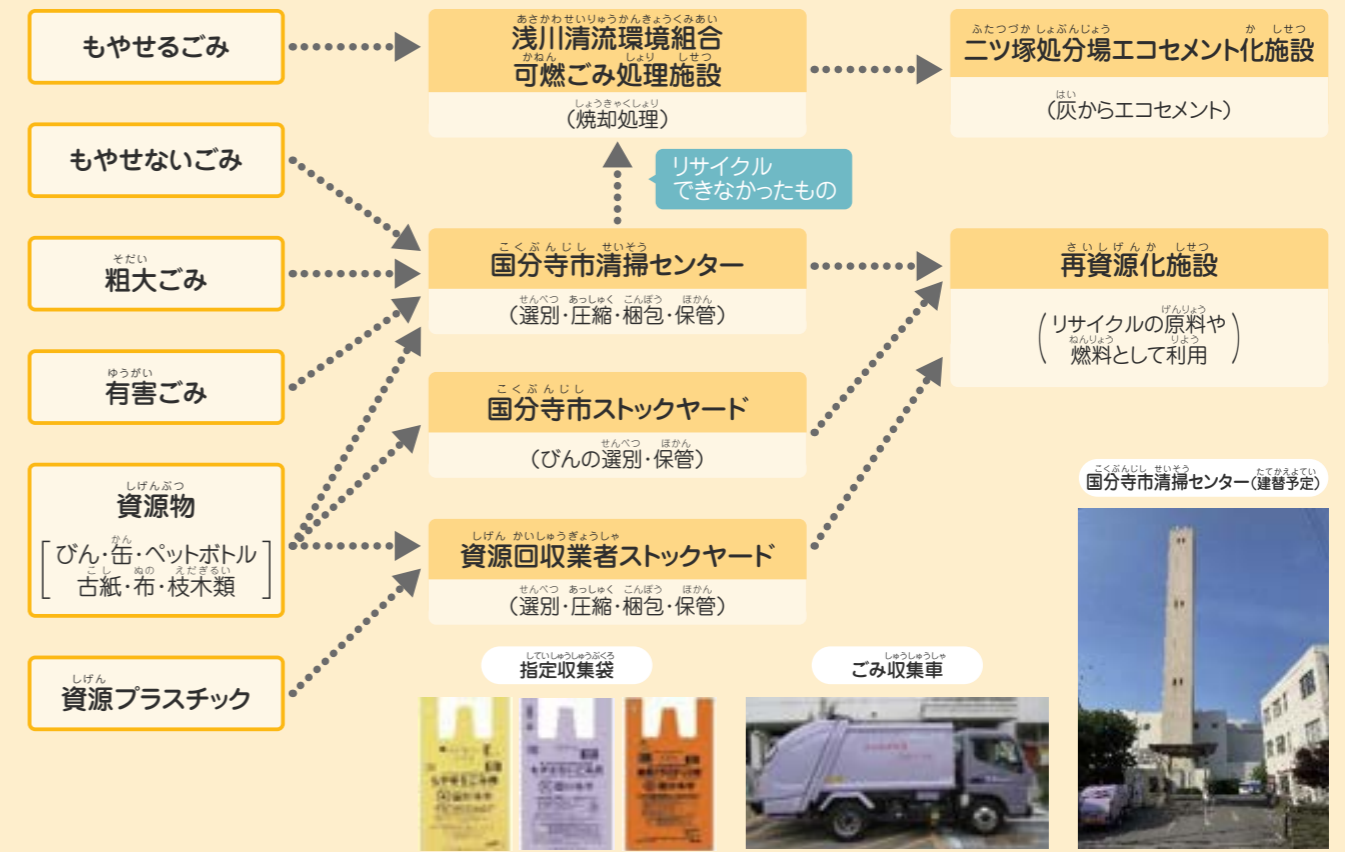 もやせるごみ
あさかわせいりゅうかんきょうくみあい
浅川清流環境組合
かねん しょり しせつ
可燃ごみ処理施設
しょうきゃくしょり
（焼却処理）
ふたつづか しょぶんじょう か しせつ
二ツ塚処分場エコセメント化施設
はい
（灰からエコセメント）
もやせないごみ
リサイクル
できなかったもの
そだい
粗大ごみ
こくぶんじし せいそう
国分寺市清掃センター
せんべつ あっしゅく こんぽう ほかん
（選別・圧縮・梱包・保管）
さいしげんか しせつ
再資源化施設
げんりょう
リサイクルの原料や
ねんりょう りよう
燃料として利用
ゆうがい
有害ごみ
こくぶんじし
国分寺市ストックヤード
せんべつ ほかん
（びんの選別・保管）
しげんぶつ
資源物
かん
びん・缶・ペットボトル
こし ぬの えだぎるい
古紙・布・枝木類
しげん かいしゅうぎょうしゃ
資源回収業者ストックヤード
せんべつ あっしゅく こんぽう ほかん
（選別・圧縮・梱包・保管）
しげん
資源プラスチック
していしゅうしゅうぶくろ
指定収集袋
しゅうしゅうしゃ
ごみ収集車
こくぶんじし せいそう たてかえよてい
国分寺市清掃センター（建替予定）